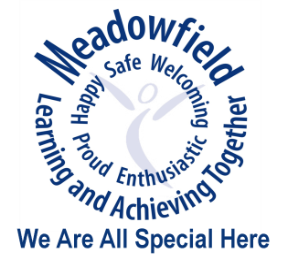 Meadowfield
Happy Safe Welcoming
Proud Enthusiastic
Learning and Achieving Together
We Are All Special Here